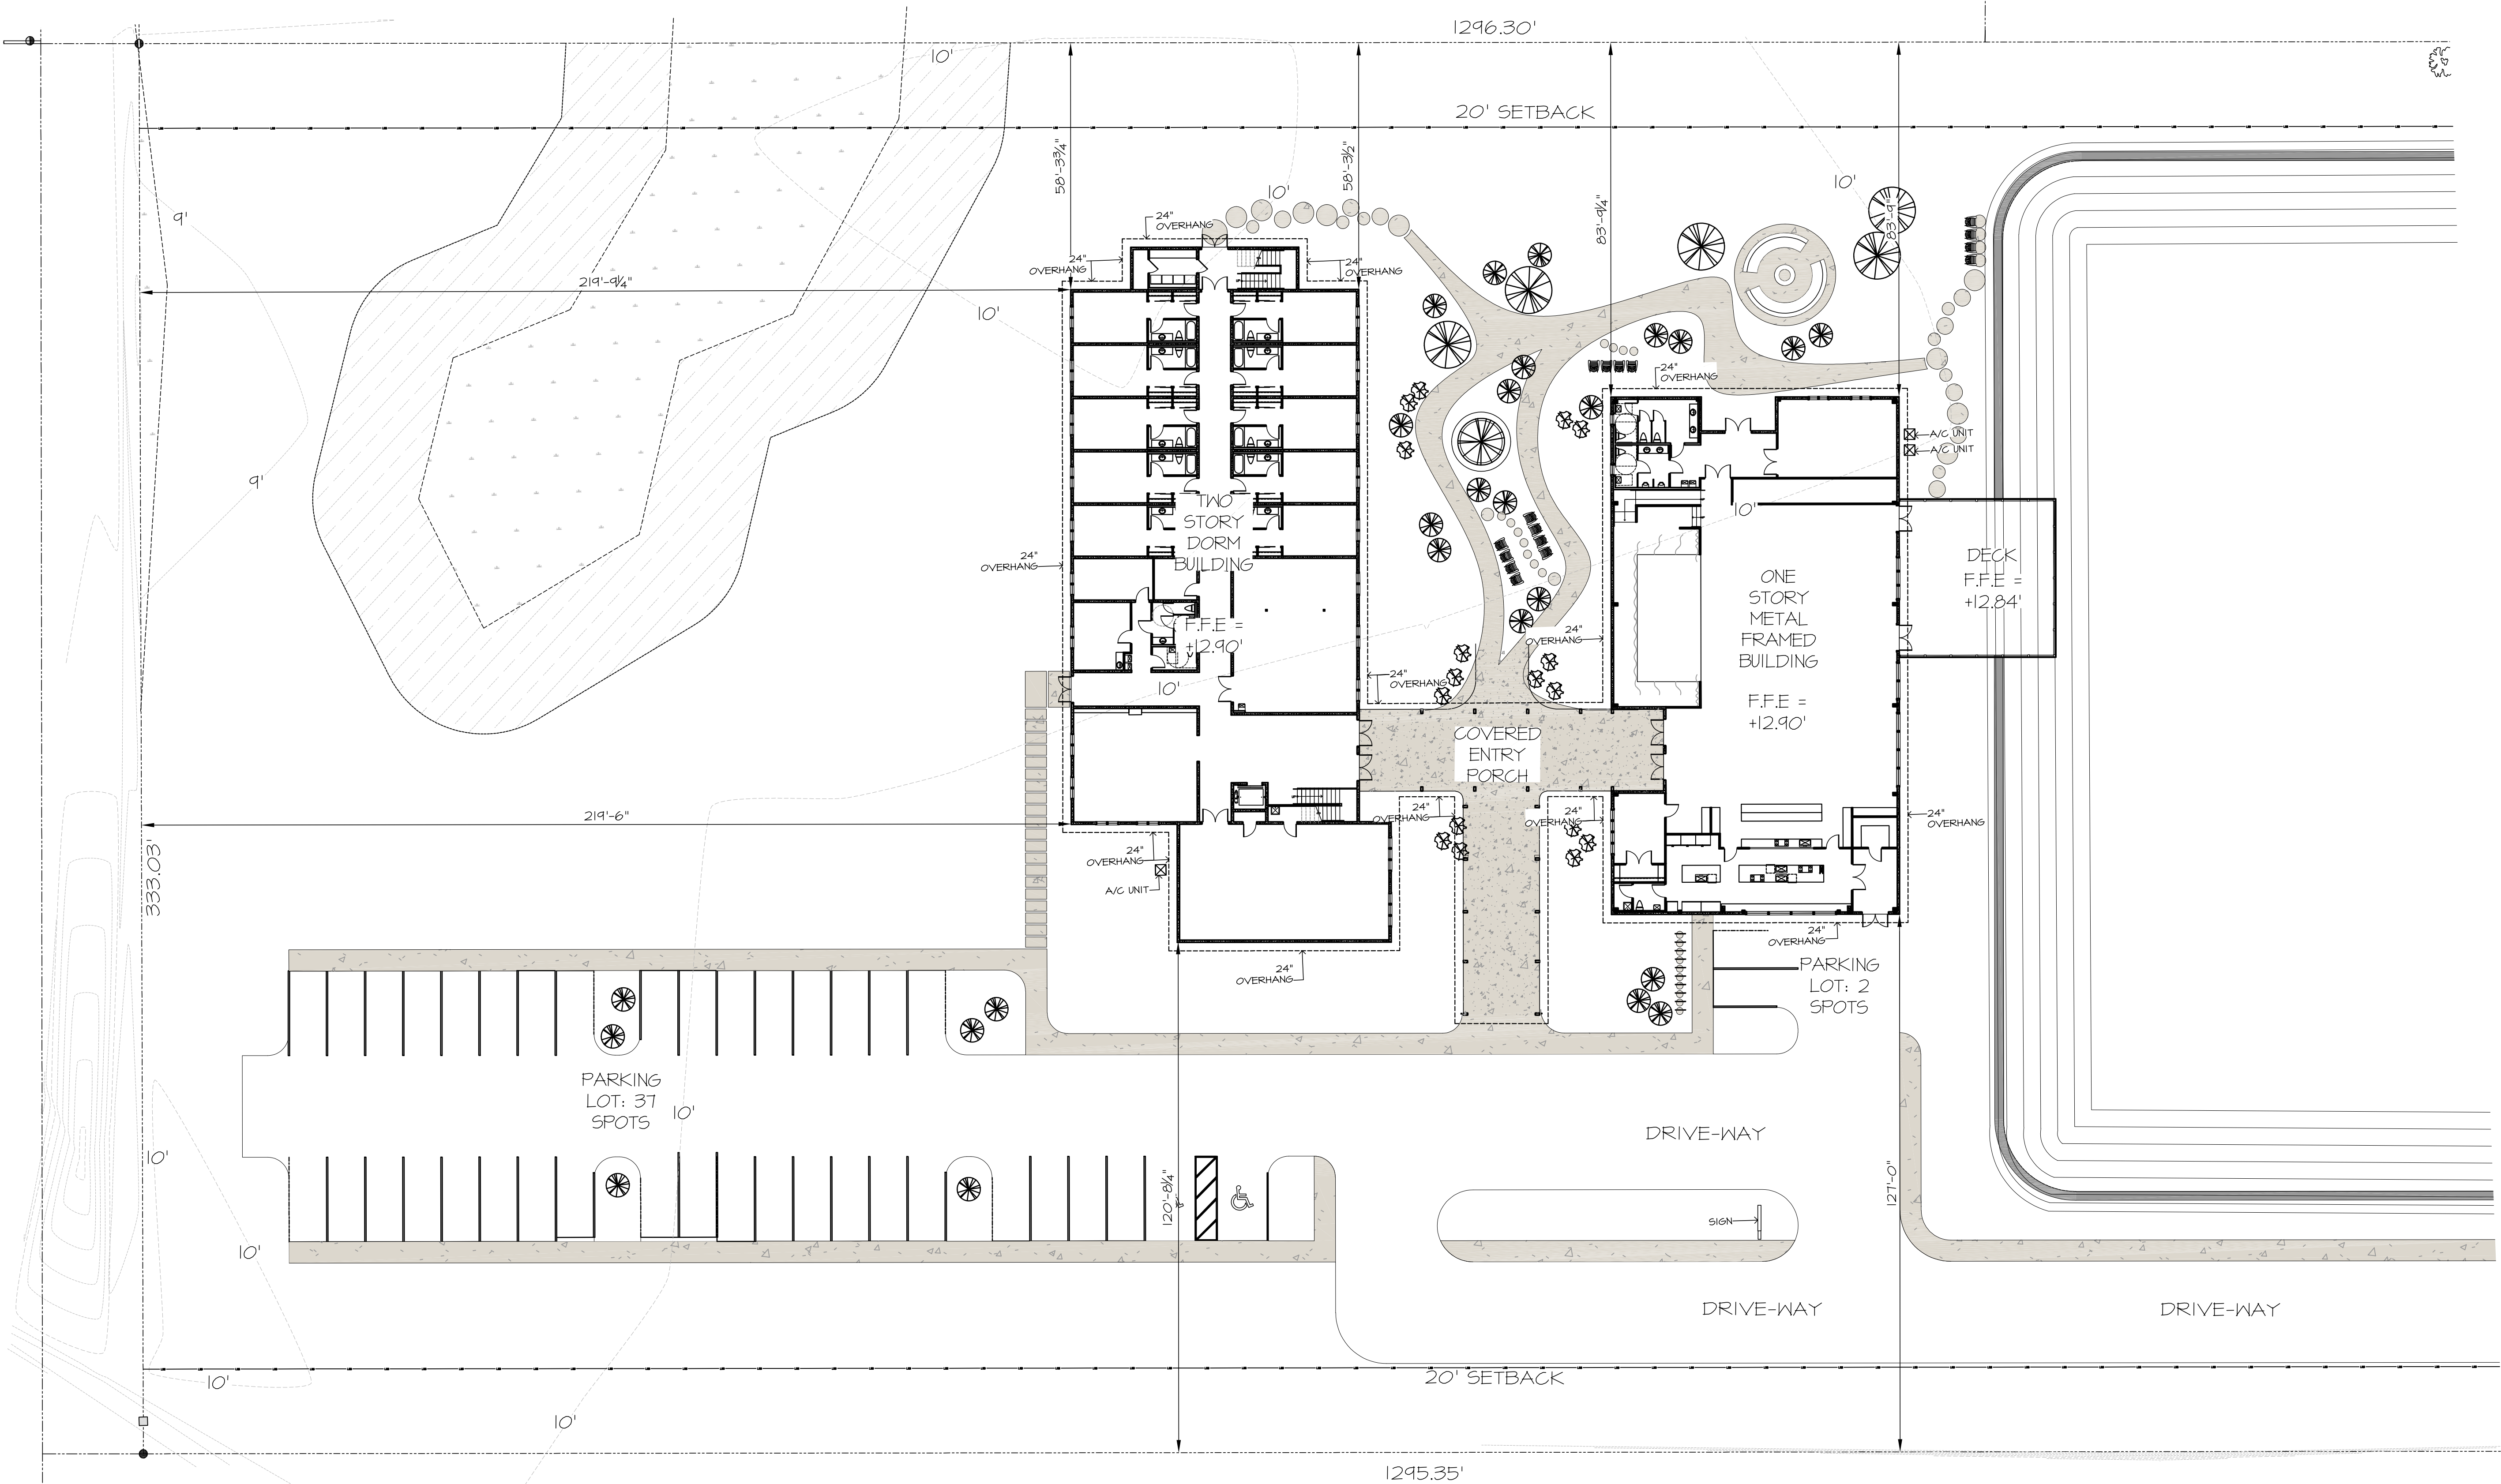 1296.30'
10'
20' SETBACK
58'-3¾"
58'-3½"
83'-9¼"
83'-9"
10'
10'
9'
24"
OVERHANG
24"
OVERHANG
24"
OVERHANG
219'-9¼"
10'
24"
OVERHANG
A/C UNIT
A/C UNIT
9'
10'
TWO
STORY
DORM
BUILDING
24"
OVERHANG
DECK
F.F.E =
+12.84'
ONE
STORY
METAL
FRAMED
BUILDING
F.F.E =
+12.90'
F.F.E =
+12.90'
24"
OVERHANG
24"
OVERHANG
10'
COVERED
ENTRY
PORCH
219'-6"
24"
OVERHANG
24"
OVERHANG
24"
OVERHANG
333.03'
24"
OVERHANG
A/C UNIT
24"
OVERHANG
24"
OVERHANG
PARKING
LOT: 2
SPOTS
PARKING
LOT: 37
SPOTS
10'
DRIVE-WAY
10'
120'-8¼"
127'-0"
SIGN
10'
DRIVE-WAY
DRIVE-WAY
20' SETBACK
10'
10'
1295.35'